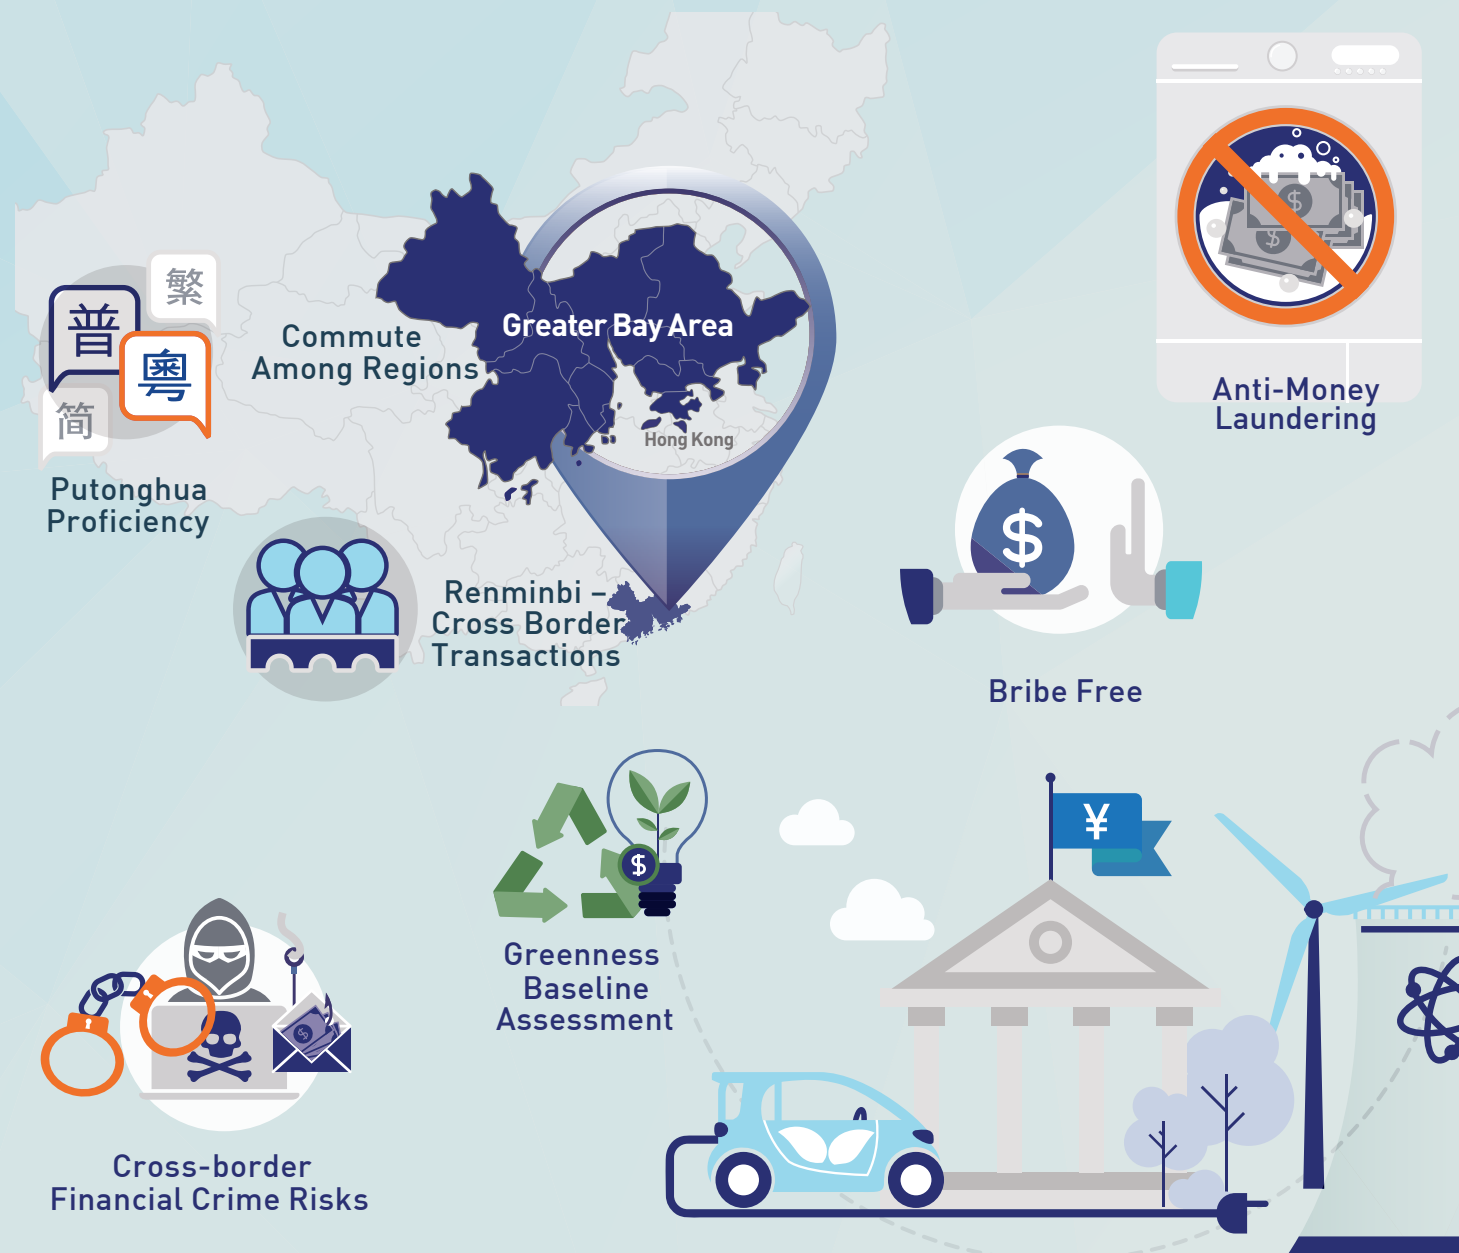 繁
普
粤
简
Putonghua
Proficiency
Commute
Among Regions
Greater Bay Area
Hong Kong
Renminbi –
Cross Border
Transactions
$
$
Anti-Money
Laundering
$
Bribe Free
$
Greenness
Baseline
Assessment
¥
$
Cross-border
Financial Crime Risks